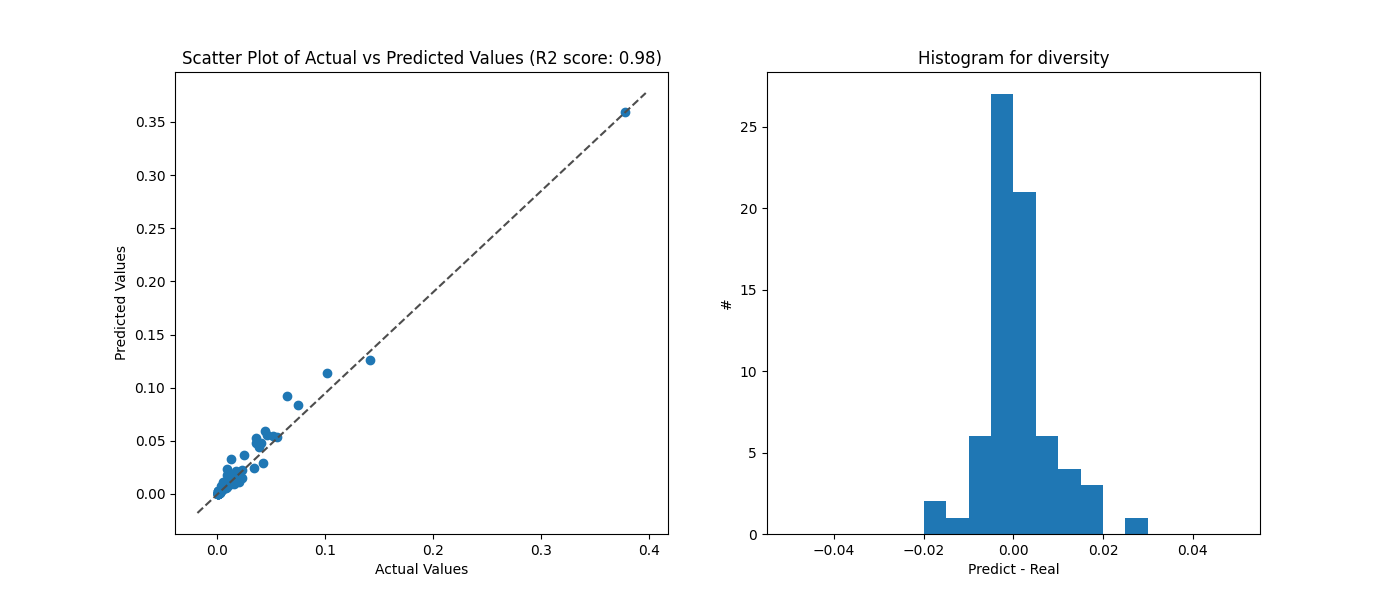 Scatter Plot of Actual vs Predicted Values (R2 score: 0.98)
Predicted Values
0.35
0.30
0.25
0.20
0.15
0.10
0.05
0.00
0.0 0.1 0.2 0.3 0.4
Actual Values
Histogram for diversity
#
25
20
15
10
5
0
−0.04 −0.02 0.00 0.02 0.04
Predict - Real